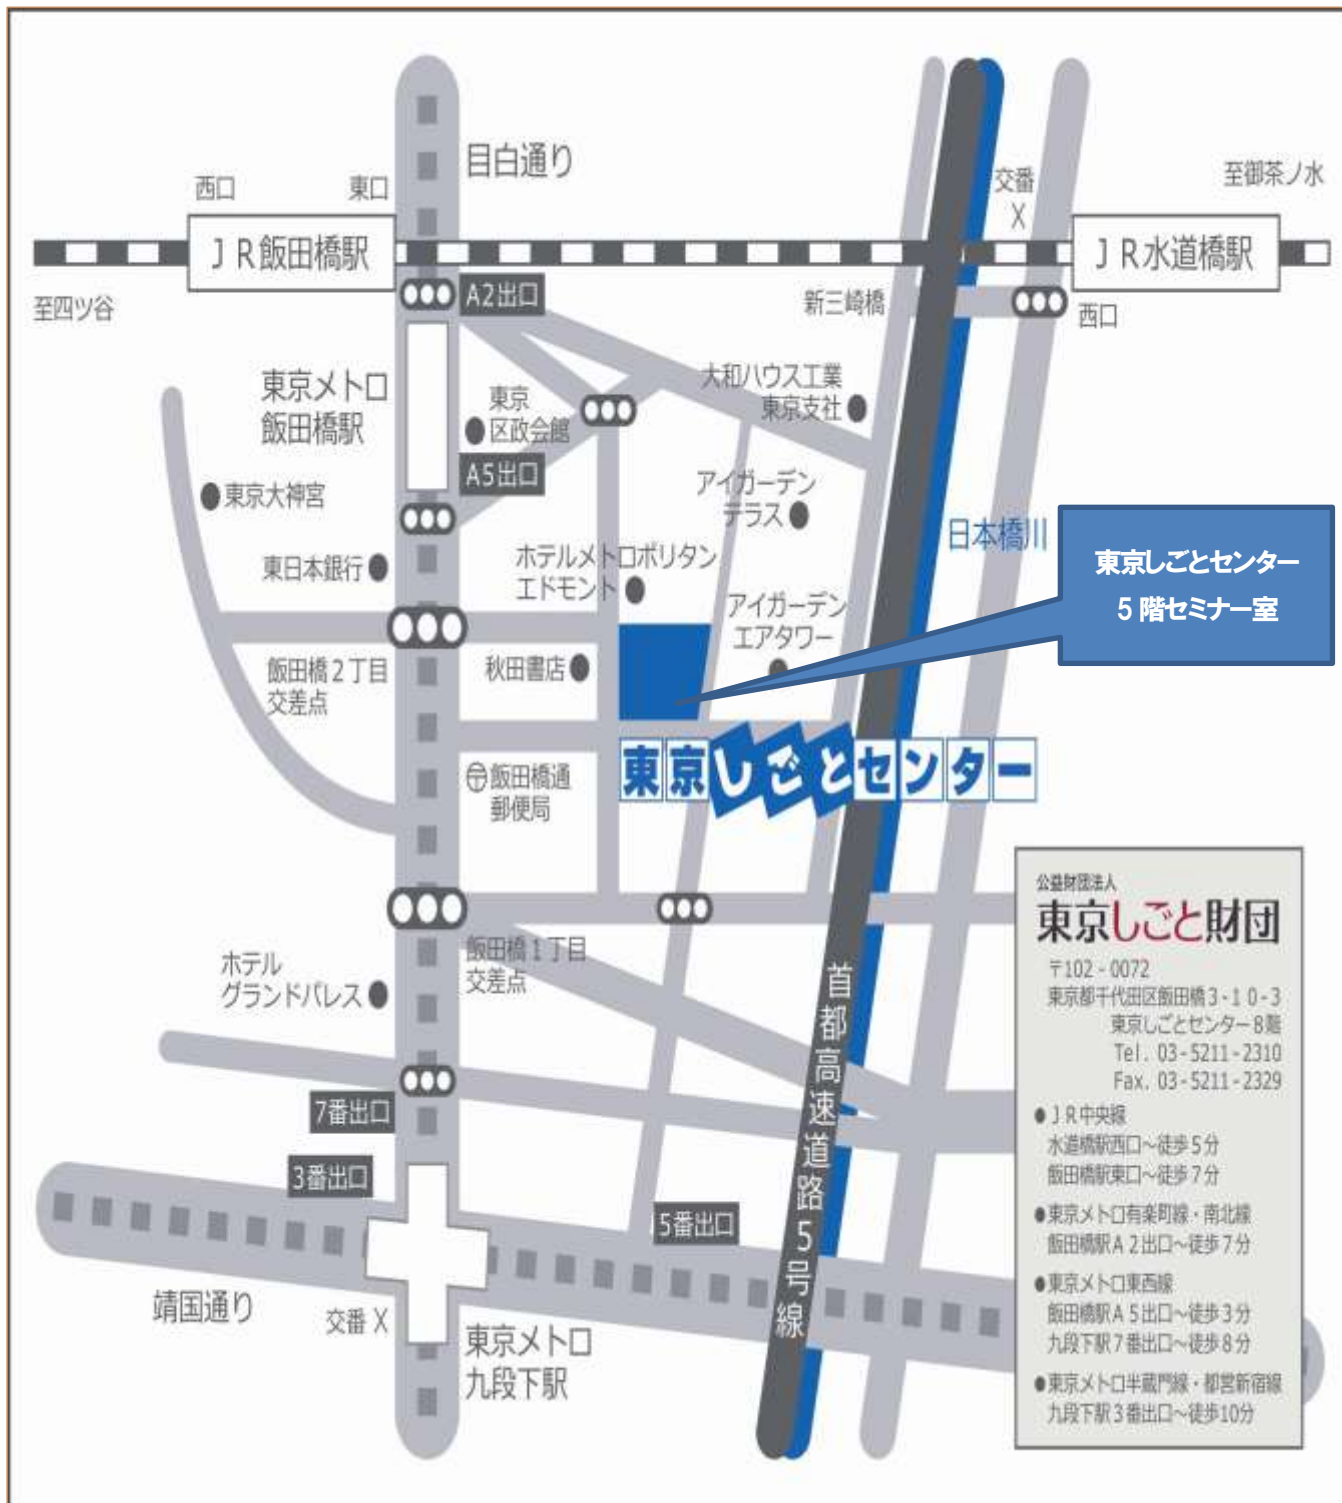 目白通り
西口
東口
交番
X
至御茶ノ水
ＪＲ飯田橋駅
ＪＲ水道橋駅
至四ツ谷
A2出口
新三崎橋
西口
東京メトロ
飯田橋駅
東京
区政会館
大和ハウス工業
東京支社
A5出口
東京大神宮
アイガーデン
テラス
日本橋川
東京しごとセンター
5 階セミナー室
東日本銀行
ホテルメトロポリタン
エドモント
アイガーデン
エアタワー
飯田橋２丁目
交差点
秋田書店
東京しごとセンター
〒飯田橋通
郵便局
飯田橋１丁目
交差点
ホテル
グランドパレス
首都高速道路5号線
7番出口
3番出口
5番出口
靖国通り
交番 X
東京メトロ
九段下駅
公益財団法人
東京しごと財団
〒102-0072
東京都千代田区飯田橋3-10-3
東京しごとセンター8階
Tel. 03-5211-2310
Fax. 03-5211-2329
●ＪＲ中央線
水道橋駅西口～徒歩５分
飯田橋駅東口～徒歩７分
●東京メトロ有楽町線・南北線
飯田橋駅Ａ２出口～徒歩７分
●東京メトロ東西線
飯田橋駅Ａ５出口～徒歩３分
九段下駅７番出口～徒歩８分
●東京メトロ半蔵門線・都営新宿線
九段下駅３番出口～徒歩10分